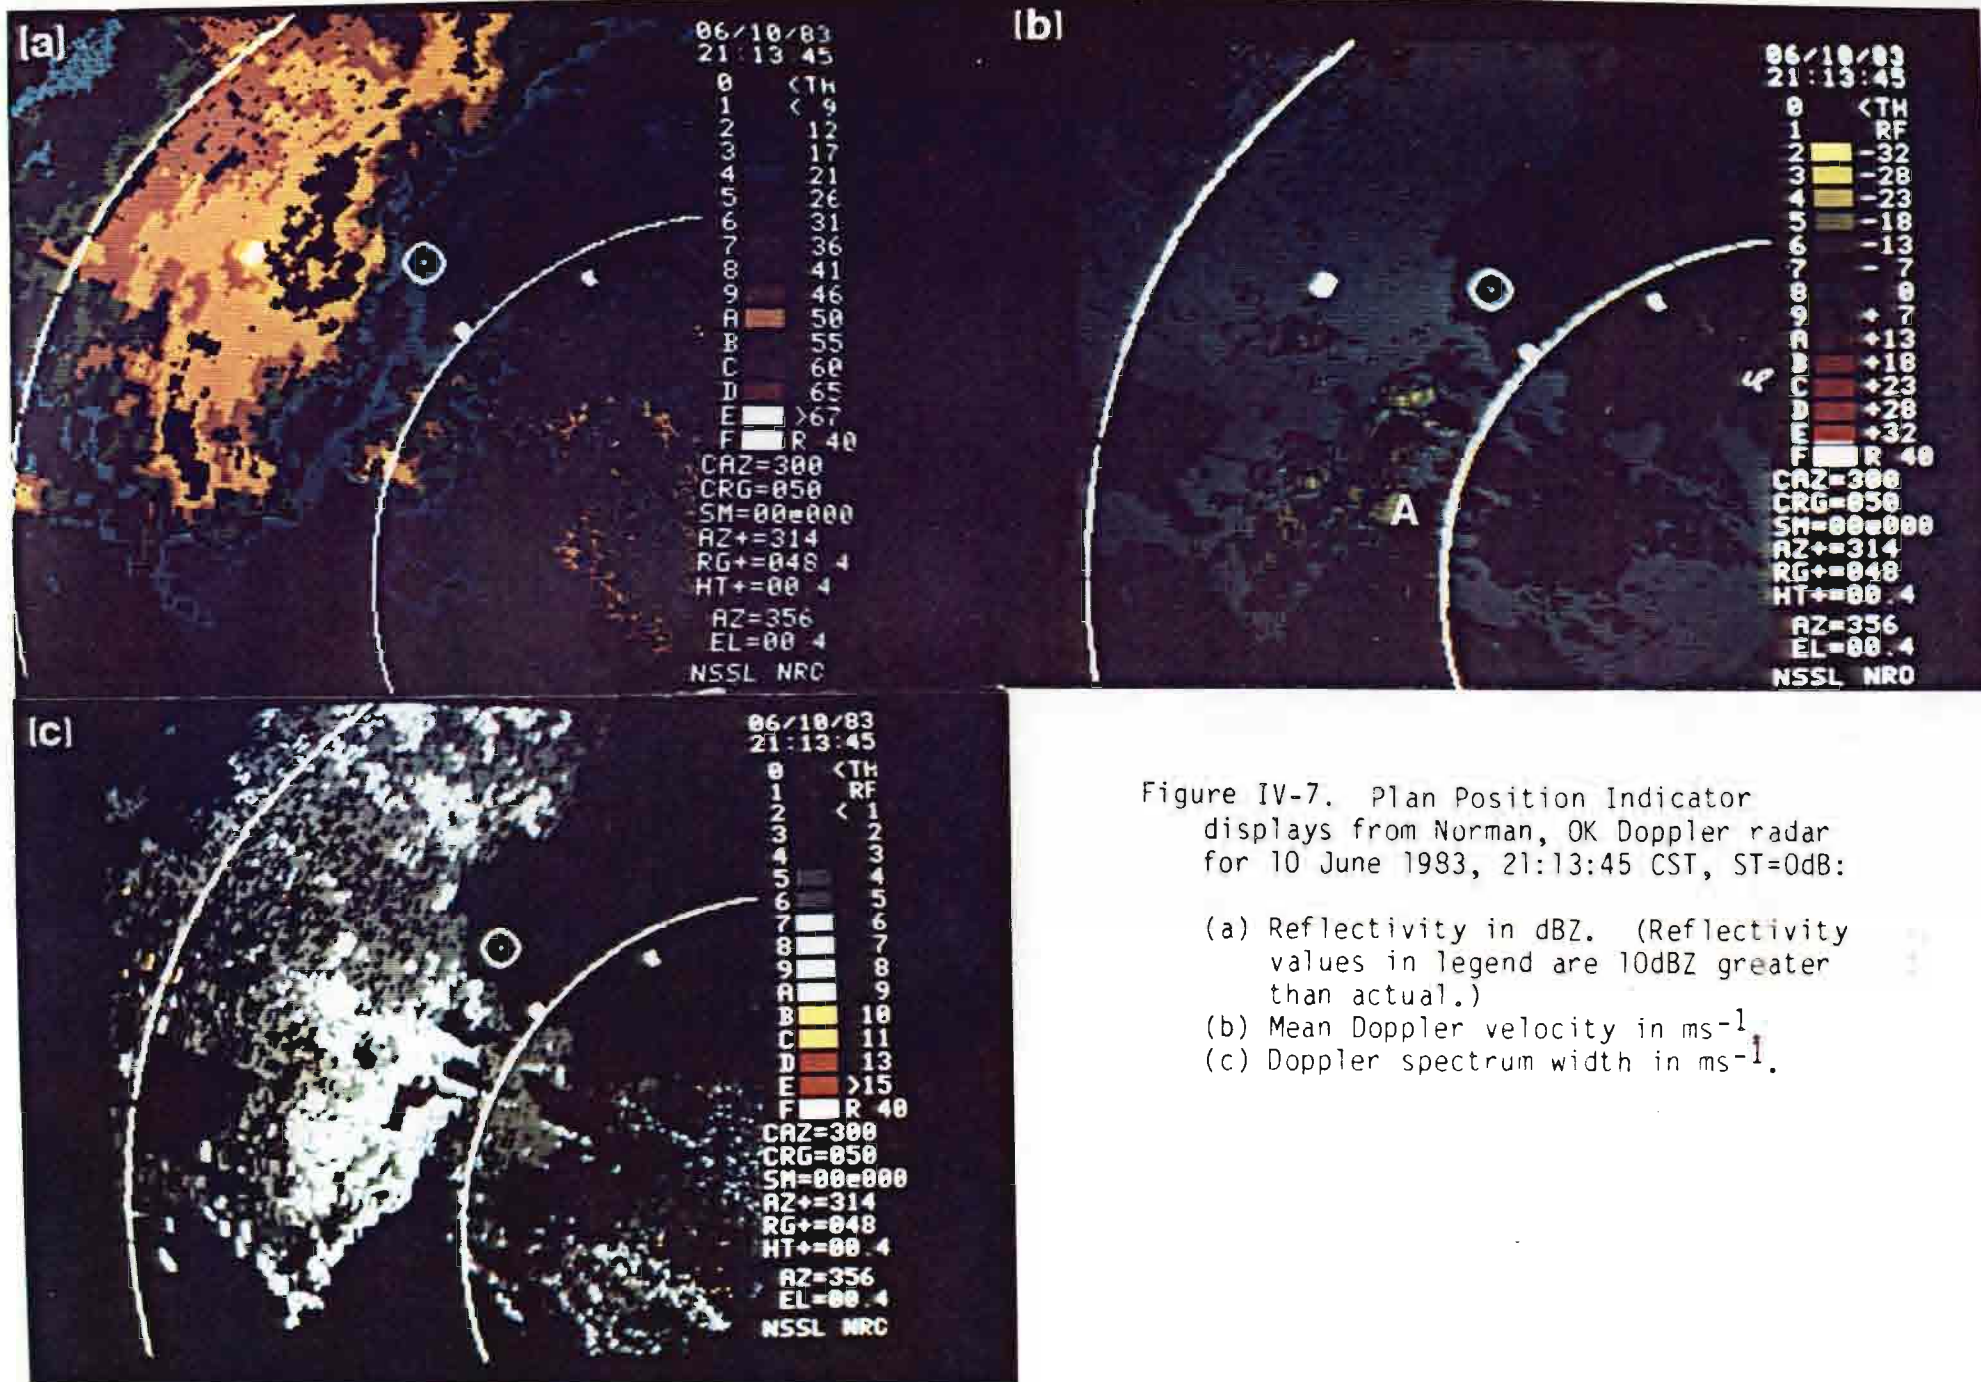 [a]
06/10/83
21:13:45
0 <TH
1 < 9
2 12
3 17
4 21
5 26
6 31
7 36
8 41
9 46
A 50
B 55
C 60
D 65
E >67
F R 40
CAZ=300
CRG=050
SM=00e000
AZ+=314
RG+=048 4
HT+=00 4
AZ=356
EL=00 4
NSSL NRO
[b]
A
06/10/83
21:13:45
0 <TH
1 RF
2 -32
3 -28
4 -23
5 -18
6 -13
7 - 7
8 0
9 + 7
A +13
B +18
C +23
D +28
E +32
F R 40
CAZ=300
CRG=050
SM=00e000
AZ+=314
RG+=048
HT+=00.4
AZ=356
EL=00.4
NSSL NRO
[c]
06/10/83
21:13:45
0 <TH
1 RF
2 < 1
3 2
4 3
5 4
6 5
7 6
8 7
9 8
A 9
B 10
C 11
D 13
E >15
F R 40
CAZ=300
CRG=050
SM=00e000
AZ+=314
RG+=048
HT+=00.4
AZ=356
EL=00.4
NSSL NRO
Figure IV-7. Plan Position Indicator
displays from Norman, OK Doppler radar
for 10 June 1983, 21:13:45 CST, ST=0dB:
(a) Reflectivity in dBZ. (Reflectivity
values in legend are 10dBZ greater
than actual.)
(b) Mean Doppler velocity in ms-1.
(c) Doppler spectrum width in ms-1.